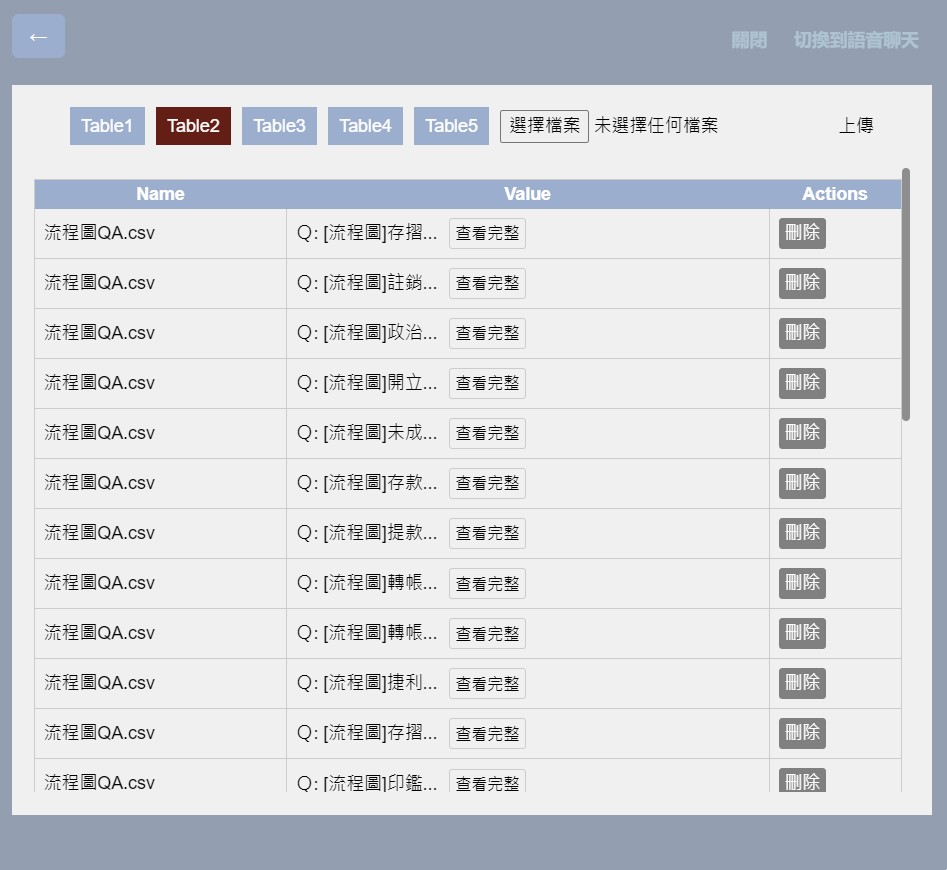 ←
關閉 切換到語音聊天
Table1 Table2 Table3 Table4 Table5 選擇檔案 未選擇任何檔案 上傳
Name Value Actions
流程圖QA.csv Q: [流程圖]存摺... 查看完整 刪除
流程圖QA.csv Q: [流程圖]註銷... 查看完整 刪除
流程圖QA.csv Q: [流程圖]政治... 查看完整 刪除
流程圖QA.csv Q: [流程圖]開立... 查看完整 刪除
流程圖QA.csv Q: [流程圖]未成... 查看完整 刪除
流程圖QA.csv Q: [流程圖]存款... 查看完整 刪除
流程圖QA.csv Q: [流程圖]提款... 查看完整 刪除
流程圖QA.csv Q: [流程圖]轉帳... 查看完整 刪除
流程圖QA.csv Q: [流程圖]轉帳... 查看完整 刪除
流程圖QA.csv Q: [流程圖]捷利... 查看完整 刪除
流程圖QA.csv Q: [流程圖]存摺... 查看完整 刪除
流程圖QA.csv Q: [流程圖]印鑑... 查看完整 刪除